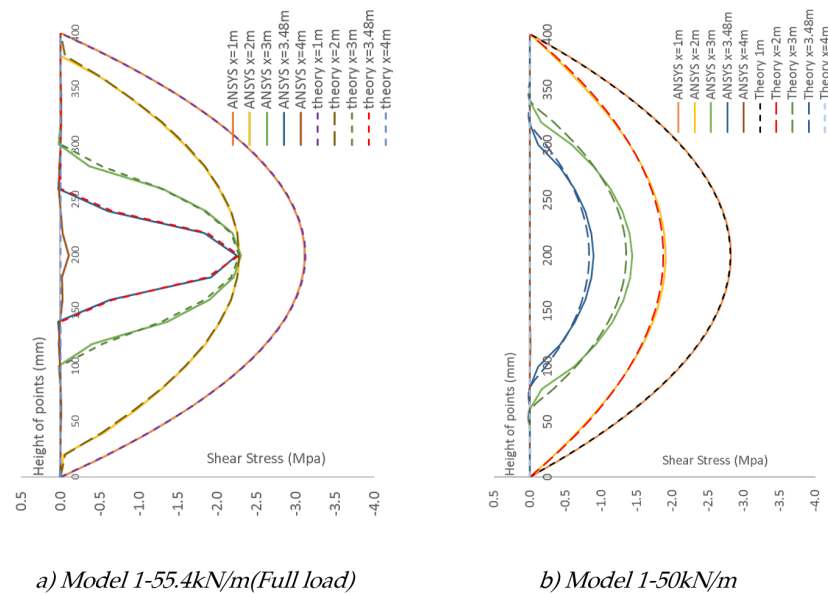 400
350
300
250
200
150
100
50
0
Height of points (mm)
Shear Stress (Mpa)
0.5
0.0
-0.5
-1.0
-1.5
-2.0
-2.5
-3.0
-3.5
-4.0
ANSYS x=1m
ANSYS x=2m
ANSYS x=3m
ANSYS x=3.48m
ANSYS x=4m
theory x=1m
theory x=2m
theory x=3m
theory x=3.48m
theory x=4m
a) Model 1-55.4kN/m(Full load)
400
350
300
250
200
150
100
50
0
Height of points (mm)
Shear Stress (Mpa)
0.5
0.0
-0.5
-1.0
-1.5
-2.0
-2.5
-3.0
-3.5
-4.0
ANSYS x=1m
ANSYS x=2m
ANSYS x=3m
ANSYS x=3.48m
ANSYS x=4m
Theory 1m
Theory x=2m
Theory x=3m
Theory x=3.48m
Theory x=4m
b) Model 1-50kN/m